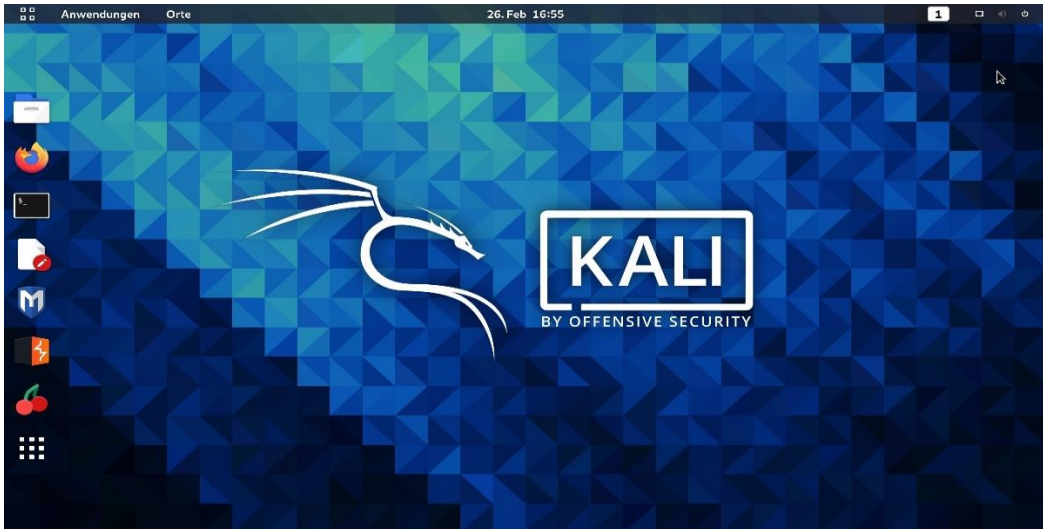 Anwendungen Orte 26. Feb 16:55 1
$_
M
KALI
BY OFFENSIVE SECURITY